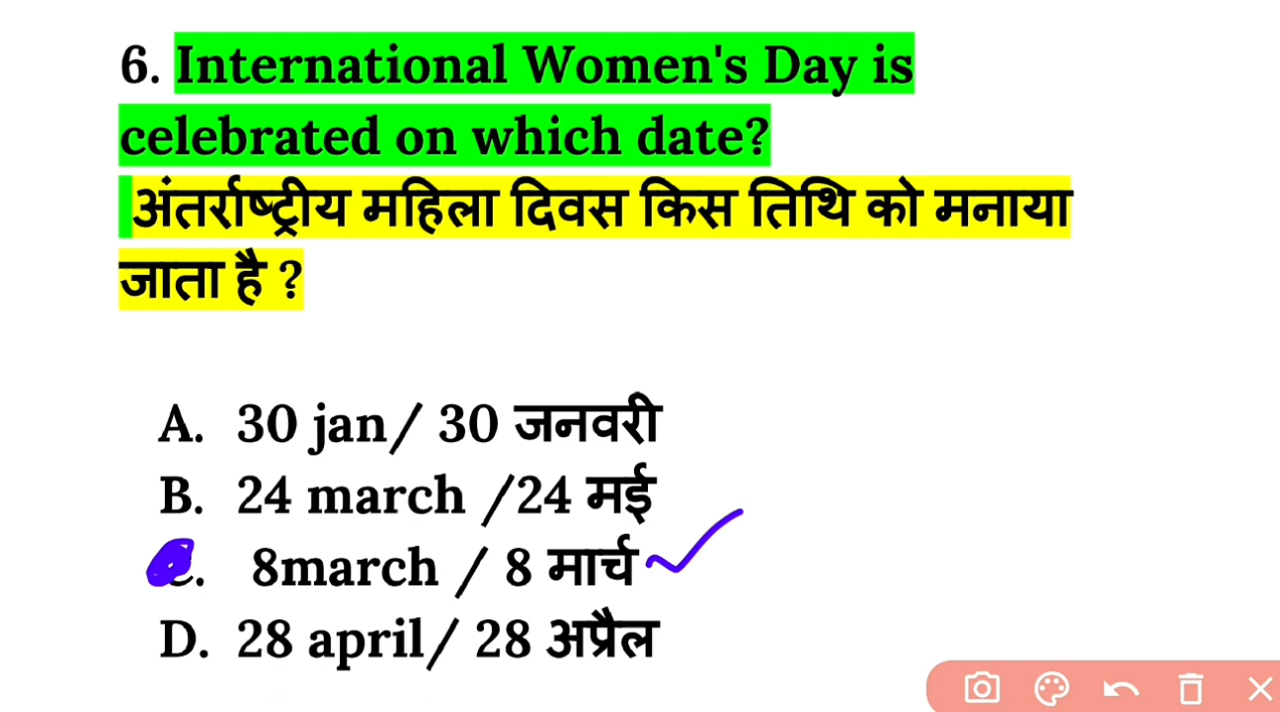 6. International Women's Day is
celebrated on which date?
अंतर्राष्ट्रीय महिला दिवस किस तिथि को मनाया
जाता है ?
A. 30 jan/ 30 जनवरी
B. 24 march /24 मई
C. 8march / 8 मार्च
D. 28 april/ 28 अप्रैल